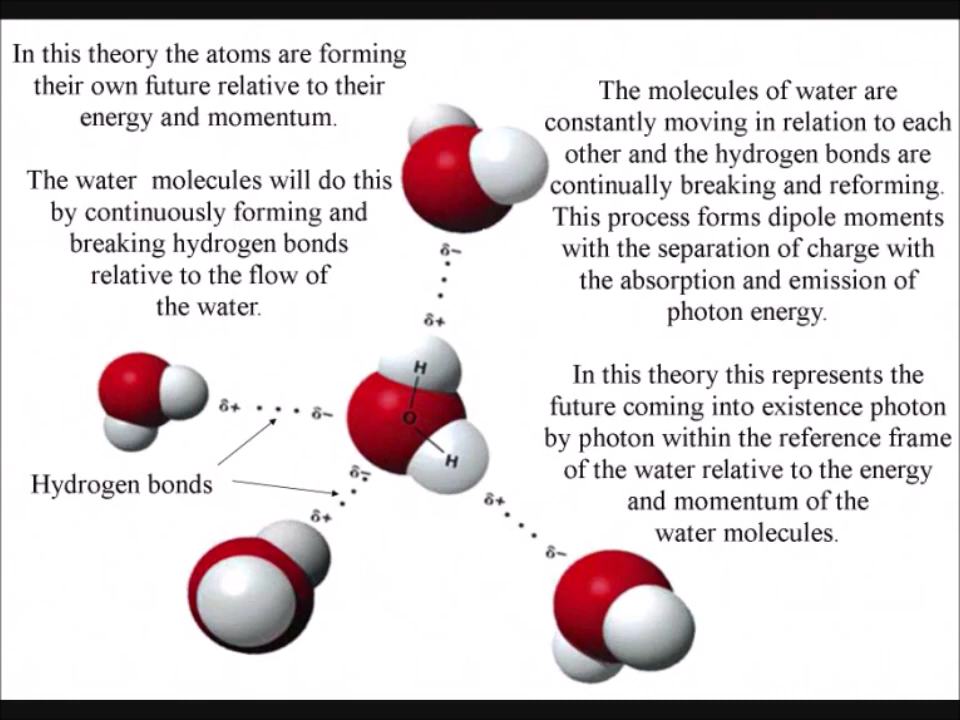 In this theory the atoms are forming
their own future relative to their
energy and momentum.
The water  molecules will do this
by continuously forming and
breaking hydrogen bonds
relative to the flow of
the water.
The molecules of water are
constantly moving in relation to each
other and the hydrogen bonds are
continually breaking and reforming.
This process forms dipole moments
with the separation of charge with
the absorption and emission of
photon energy.
In this theory this represents the
future coming into existence photon
by photon within the reference frame
of the water relative to the energy
and momentum of the
water molecules.
δ−
δ+
H
O
H
δ+
δ−
Hydrogen bonds
δ−
δ+
δ+
δ−